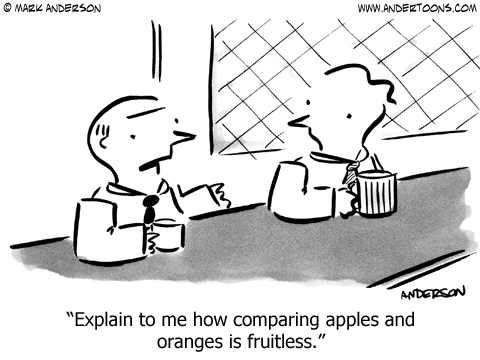 © MARK ANDERSON
WWW.ANDERTOONS.COM
ANDERSON
“Explain to me how comparing apples and
oranges is fruitless.”